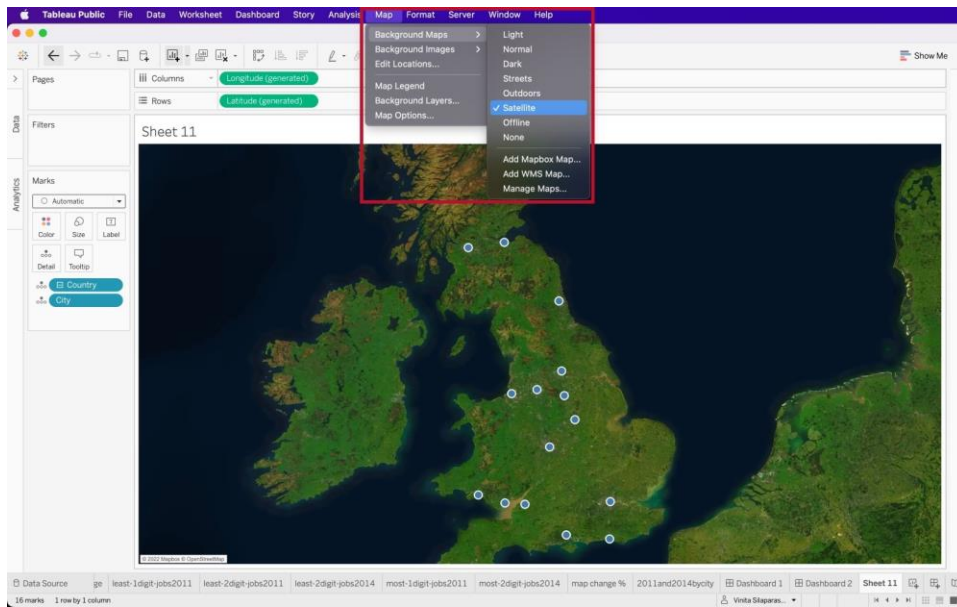 Tableau Public File Data Worksheet Dashboard Story Analysis Map Format Server Window Help
Background Maps
Background Images
Edit Locations...
Map Legend
Background Layers...
Map Options...
Light
Normal
Dark
Streets
Outdoors
Satellite
Offline
None
Add Mapbox Map...
Add WMS Map...
Manage Maps...
Show Me
Data
Analytics
Pages
Filters
Marks
Automatic
Color Size Label
Detail Tooltip
Country
City
Columns Longitude (generated)
Rows Latitude (generated)
Sheet 11
© 2022 Mapbox © OpenStreetMap
Data Source ge least-1digit-jobs2011 least-2digit-jobs2011 least-2digit-jobs2014 most-1digit-jobs2011 most-2digit-jobs2014 map change % 2011and2014bycity Dashboard 1 Dashboard 2 Sheet 11
16 marks 1 row by 1 column Vinita Silaparas...